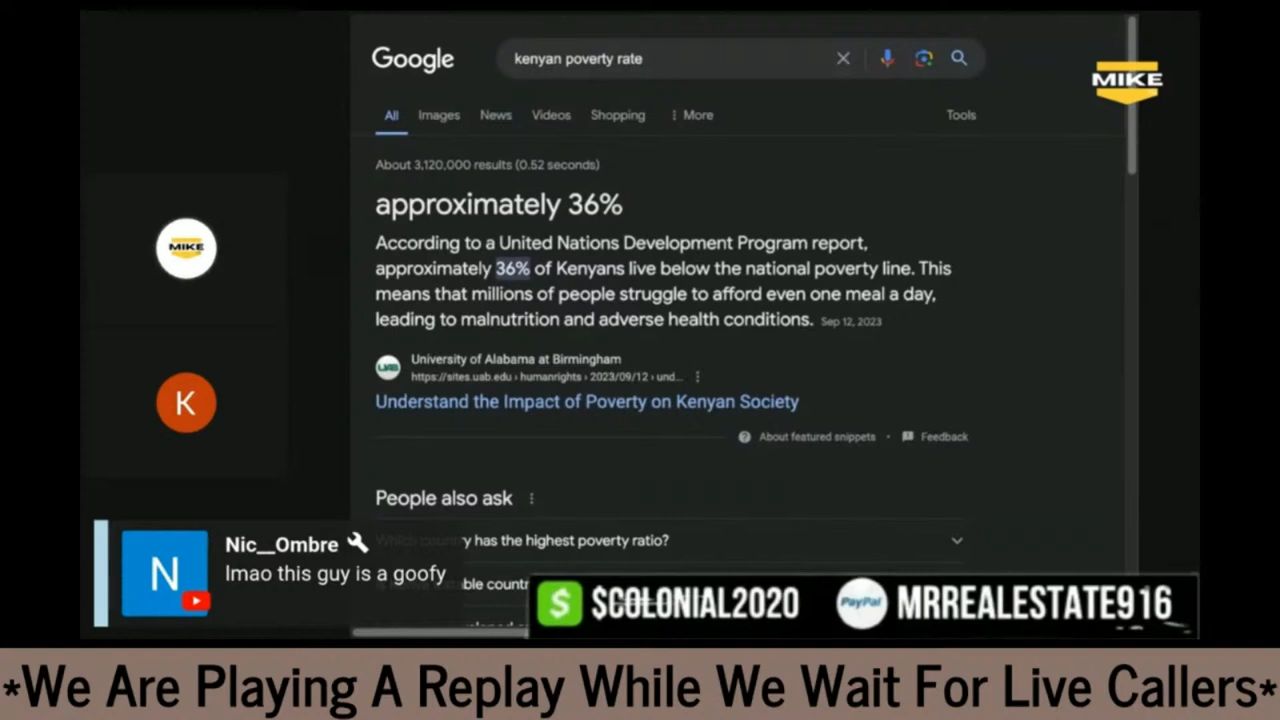 Google
kenyan poverty rate
MIKE
All Images News Videos Shopping More Tools
About 3,120,000 results (0.52 seconds)
approximately 36%
According to a United Nations Development Program report,
approximately 36% of Kenyans live below the national poverty line. This
means that millions of people struggle to afford even one meal a day,
leading to malnutrition and adverse health conditions. Sep 12, 2023
MIKE
University of Alabama at Birmingham
UAB
https://sites.uab.edu › humanrights › 2023/09/12 › und...
Understand the Impact of Poverty on Kenyan Society
K
About featured snippets • Feedback
People also ask
Which country has the highest poverty ratio?
N
Nic__Ombre
lmao this guy is a goofy
ble countr
$ $COLONIAL2020 PayPal MRREALESTATE916
*We Are Playing A Replay While We Wait For Live Callers*